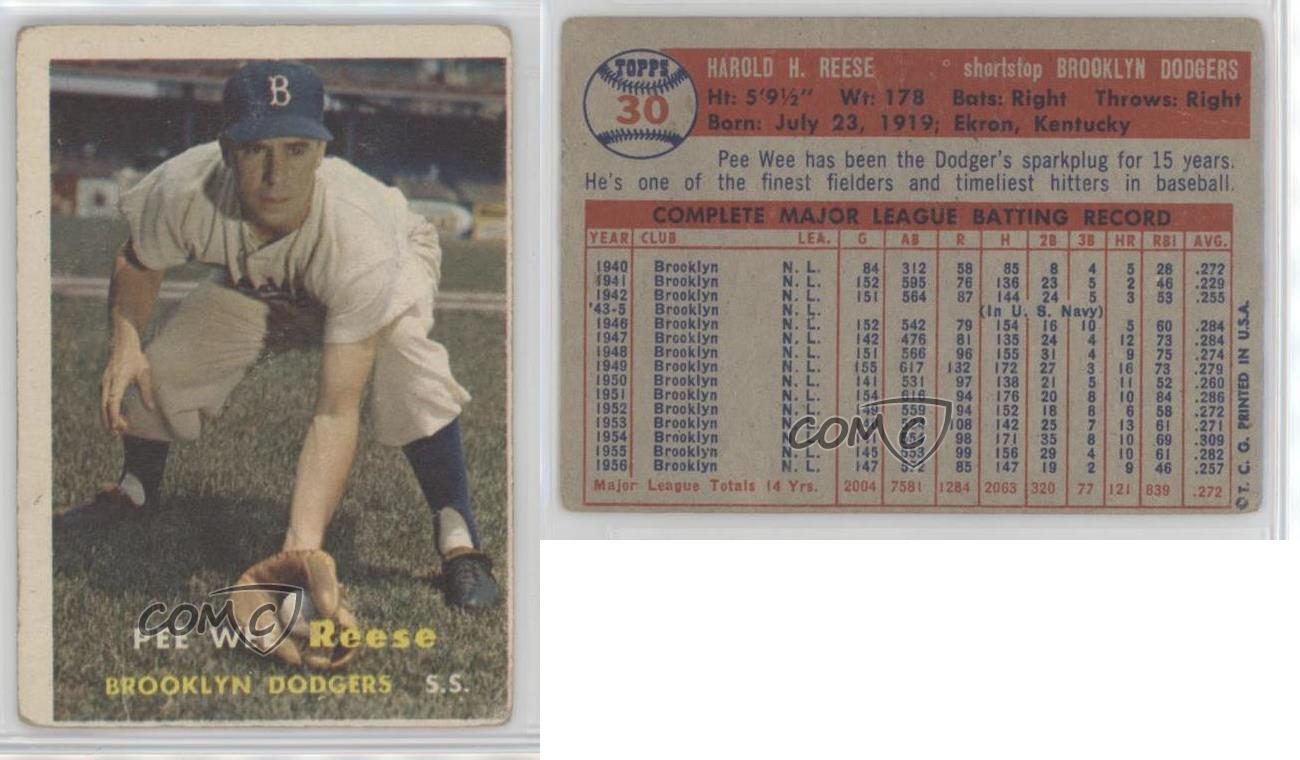 B
COMC
PEE WEE Reese
BROOKLYN DODGERS S.S.
TOPPS
30
HAROLD H. REESE shortstop BROOKLYN DODGERS
Ht: 5'9½" Wt: 178 Bats: Right Throws: Right
Born: July 23, 1919; Ekron, Kentucky
Pee Wee has been the Dodger's sparkplug for 15 years.
He's one of the finest fielders and timeliest hitters in baseball.
COMPLETE MAJOR LEAGUE BATTING RECORD
YEAR CLUB LEA. G AB R H 2B 3B HR RBI AVG.
1940 Brooklyn N. L. 84 312 58 85 8 4 5 28 .272
1941 Brooklyn N. L. 152 595 76 136 23 5 2 46 .229
1942 Brooklyn N. L. 151 564 87 144 24 5 3 53 .255
'43-5 Brooklyn N. L. (In U. S. Navy)
1946 Brooklyn N. L. 152 542 79 154 16 10 5 60 .284
1947 Brooklyn N. L. 142 476 81 135 24 4 12 73 .284
1948 Brooklyn N. L. 151 566 96 155 31 4 9 75 .274
1949 Brooklyn N. L. 155 617 132 172 27 3 16 73 .279
1950 Brooklyn N. L. 141 531 97 138 21 5 11 52 .260
1951 Brooklyn N. L. 154 616 94 176 20 8 10 84 .286
1952 Brooklyn N. L. 149 559 94 152 18 8 6 58 .272
1953 Brooklyn N. L. 108 142 25 7 13 61 .271
1954 Brooklyn N. L. 98 171 35 8 10 69 .309
1955 Brooklyn N. L. 145 553 99 156 29 4 10 61 .282
1956 Brooklyn N. L. 147 572 85 147 19 2 9 46 .257
Major League Totals 14 Yrs. 2004 7581 1284 2063 320 77 121 839 .272
COMC
© T. C. G. PRINTED IN U.S.A.